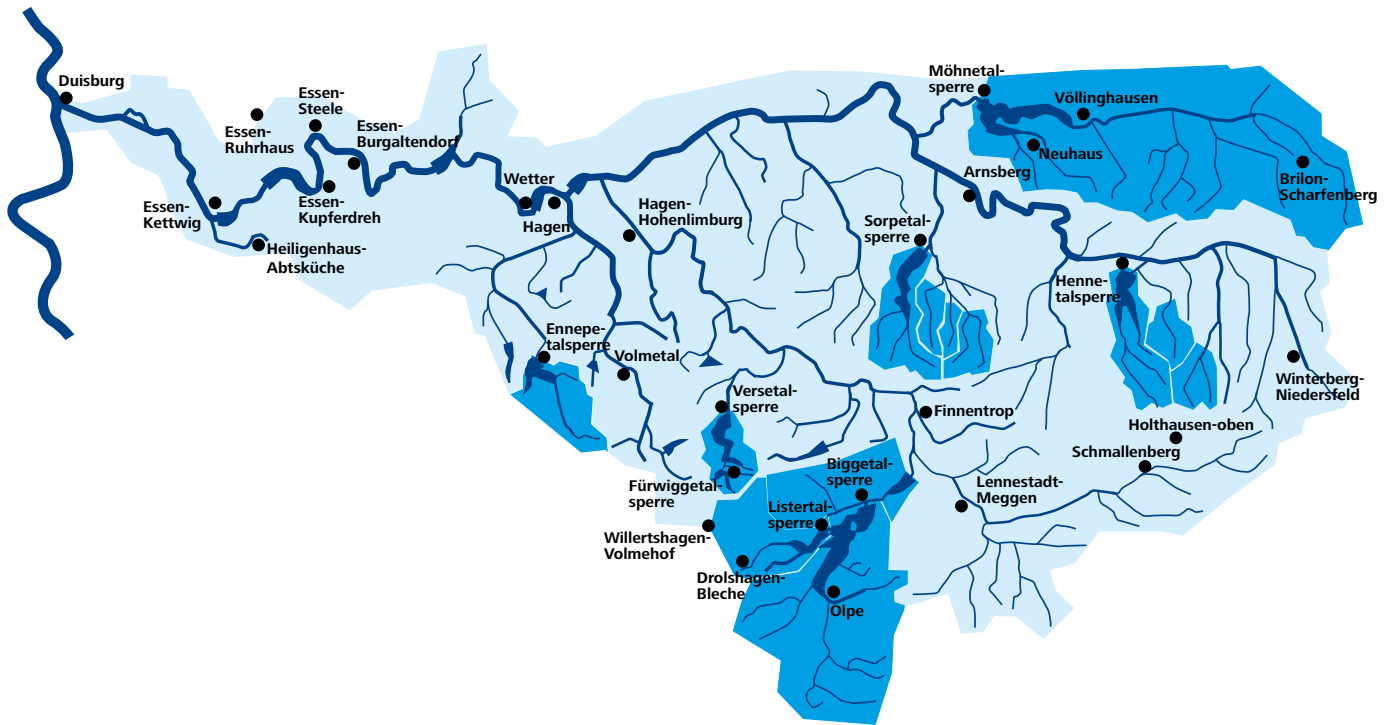 Duisburg
Essen-
Ruhrhaus
Essen-
Steele
Essen-
Burgaltendorf
Essen-
Kettwig
Essen-
Kupferdreh
Heiligenhaus-
Abtsküche
Wetter
Hagen
Hagen-
Hohenlimburg
Möhnetal-
sperre
Völlinghausen
Neuhaus
Brilon-
Scharfenberg
Arnsberg
Sorpetal-
sperre
Henne-
talsperre
Winterberg-
Niedersfeld
Ennepe-
talsperre
Volmetal
Versetal-
sperre
Finnentrop
Holthausen-oben
Schmallenberg
Fürwiggetal-
sperre
Biggetal-
sperre
Listertal-
sperre
Lennestadt-
Meggen
Willertshagen-
Volmehof
Drolshagen-
Bleche
Olpe